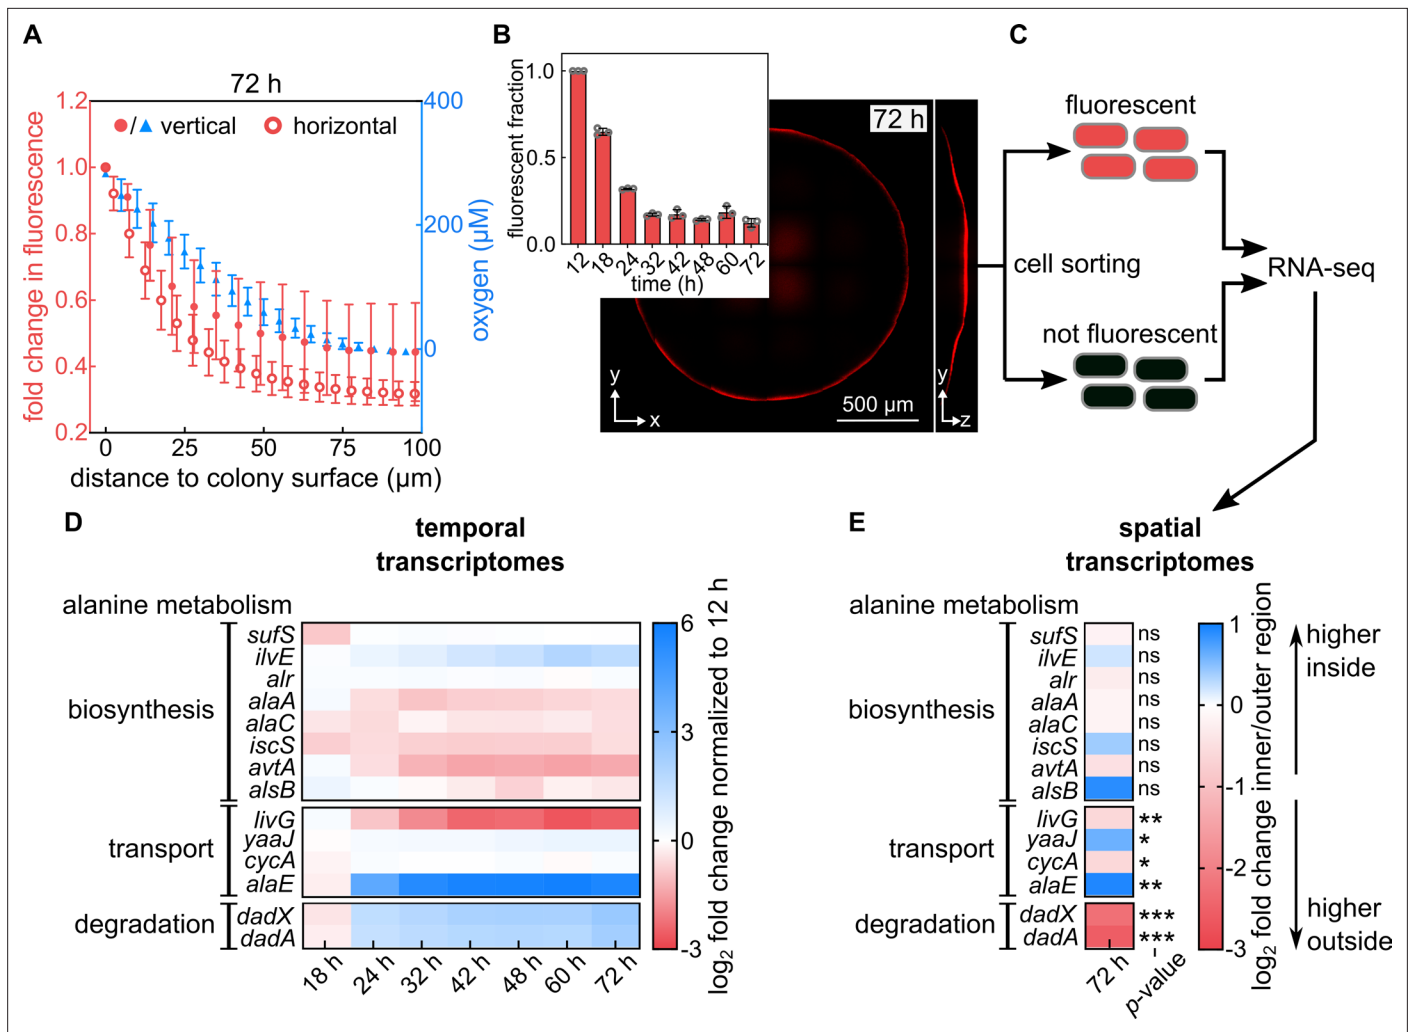 A
72 h
1.2
1.0
0.8
0.6
0.4
0.2
fold change in fluorescence
/ vertical
horizontal
400
200
0
oxygen (µM)
0 25 50 75 100
distance to colony surface (µm)
B
fluorescent fraction
1.0
0.5
0.0
12 18 24 32 42 48 60 72
time (h)
72 h
y
x
500 µm
y
z
C
fluorescent
cell sorting
not fluorescent
RNA-seq
D
temporal
transcriptomes
alanine metabolism
biosynthesis
sufS
ilvE
alr
alaA
alaC
iscS
avtA
alsB
transport
livG
yaaJ
cycA
alaE
degradation
dadX
dadA
18 h 24 h 32 h 42 h 48 h 60 h 72 h
6
3
0
-3
log2 fold change normalized to 12 h
E
spatial
transcriptomes
alanine metabolism
biosynthesis
sufS ns
ilvE ns
alr ns
alaA ns
alaC ns
iscS ns
avtA ns
alsB ns
transport
livG **
yaaJ *
cycA *
alaE **
degradation
dadX ***
dadA ***
72 h
p-value
1
0
-1
-2
-3
log2 fold change inner/outer region
higher
inside
higher
outside